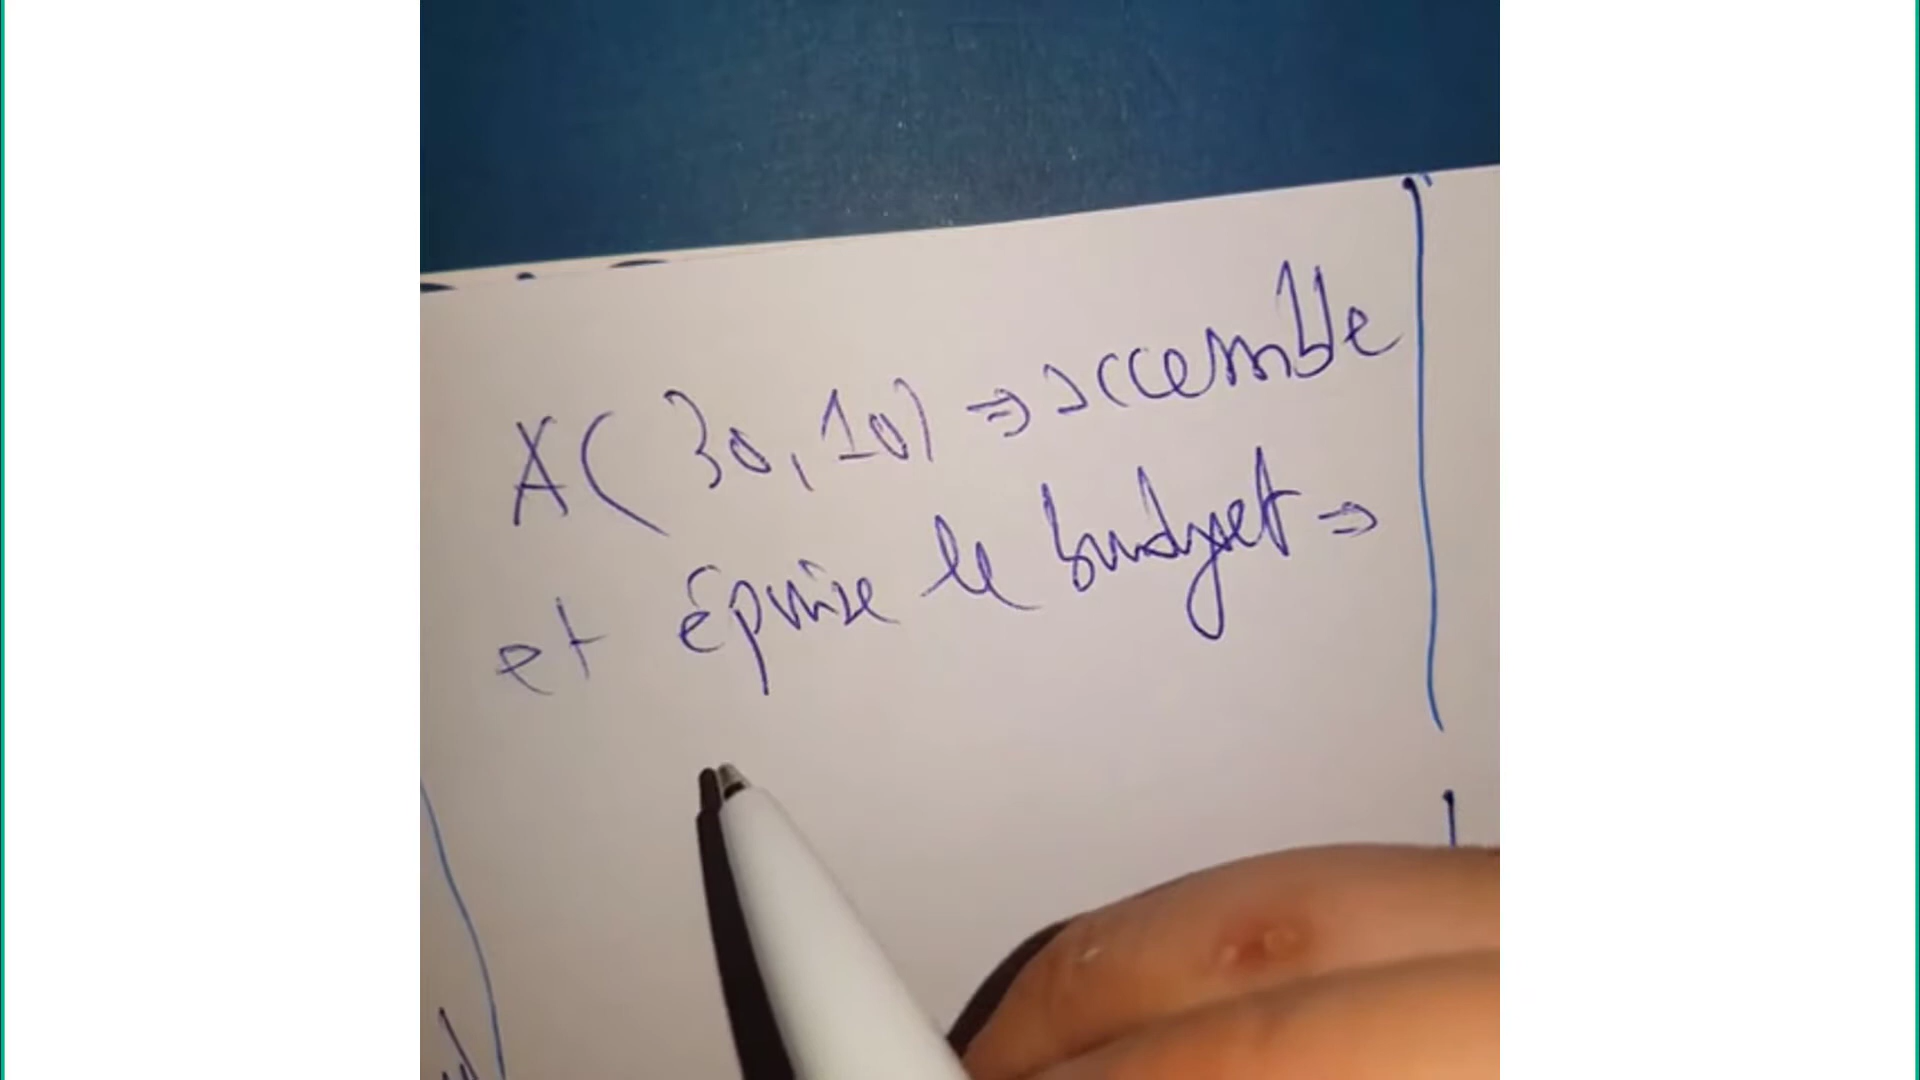 A( 30, 10) ⇒ accessible
et épuise le budget ⇒